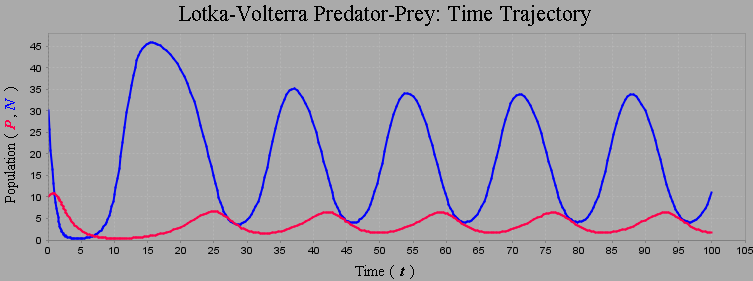 Lotka-Volterra Predator-Prey: Time Trajectory
Population ( P , N )
45
40
35
30
25
20
15
10
5
0
0 5 10 15 20 25 30 35 40 45 50 55 60 65 70 75 80 85 90 95 100 105
Time ( t )